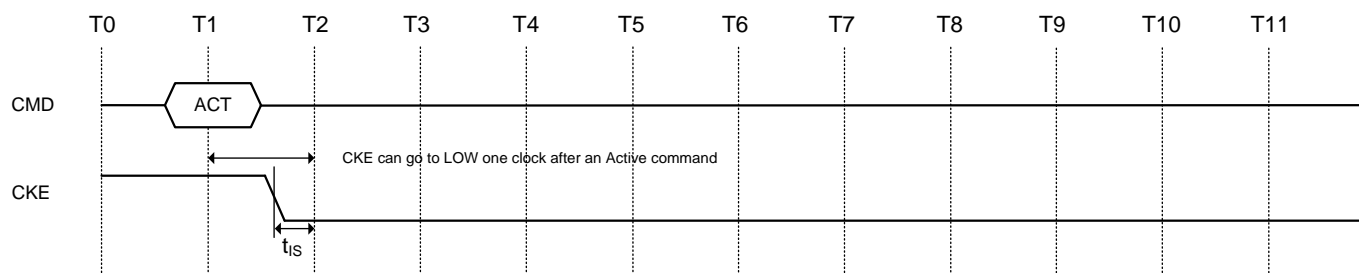 T0 T1 T2 T3 T4 T5 T6 T7 T8 T9 T10 T11
CMD ACT
CKE can go to LOW one clock after an Active command
CKE
tIS